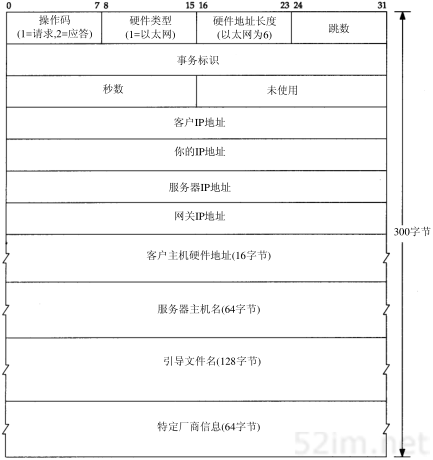 0 7 8 15 16 23 24 31
操作码
(1=请求,2=应答)
硬件类型
(1=以太网)
硬件地址长度
(以太网为6)
跳数
事务标识
秒数
未使用
客户IP地址
你的IP地址
服务器IP地址
网关IP地址
300字节
客户主机硬件地址(16字节)
服务器主机名(64字节)
引导文件名(128字节)
特定厂商信息(64字节)
52im.net